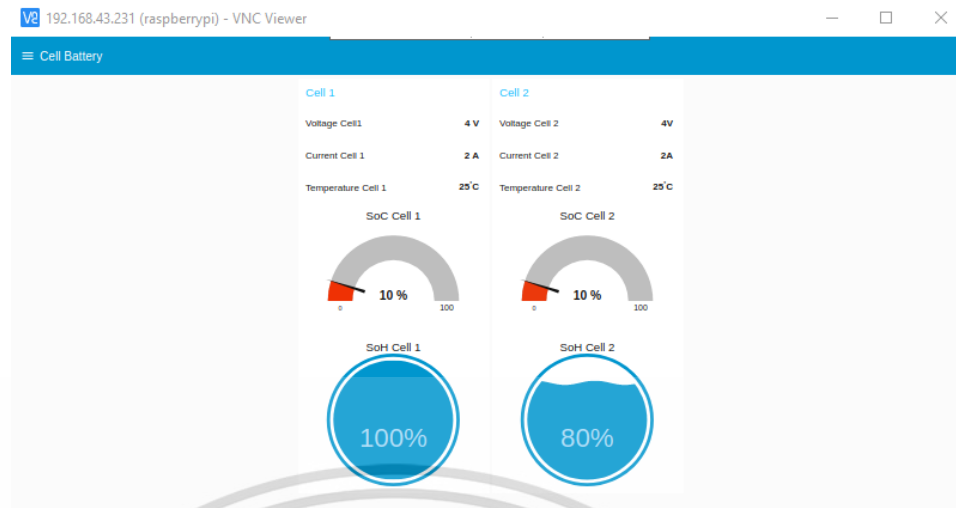 V2 192.168.43.231 (raspberrypi) - VNC Viewer
Cell Battery
Cell 1
Voltage Cell1 4 V
Current Cell 1 2 A
Temperature Cell 1 25°C
SoC Cell 1
10 %
0 100
SoH Cell 1
100%
Cell 2
Voltage Cell 2 4V
Current Cell 2 2A
Temperature Cell 2 25°C
SoC Cell 2
10 %
0 100
SoH Cell 2
80%